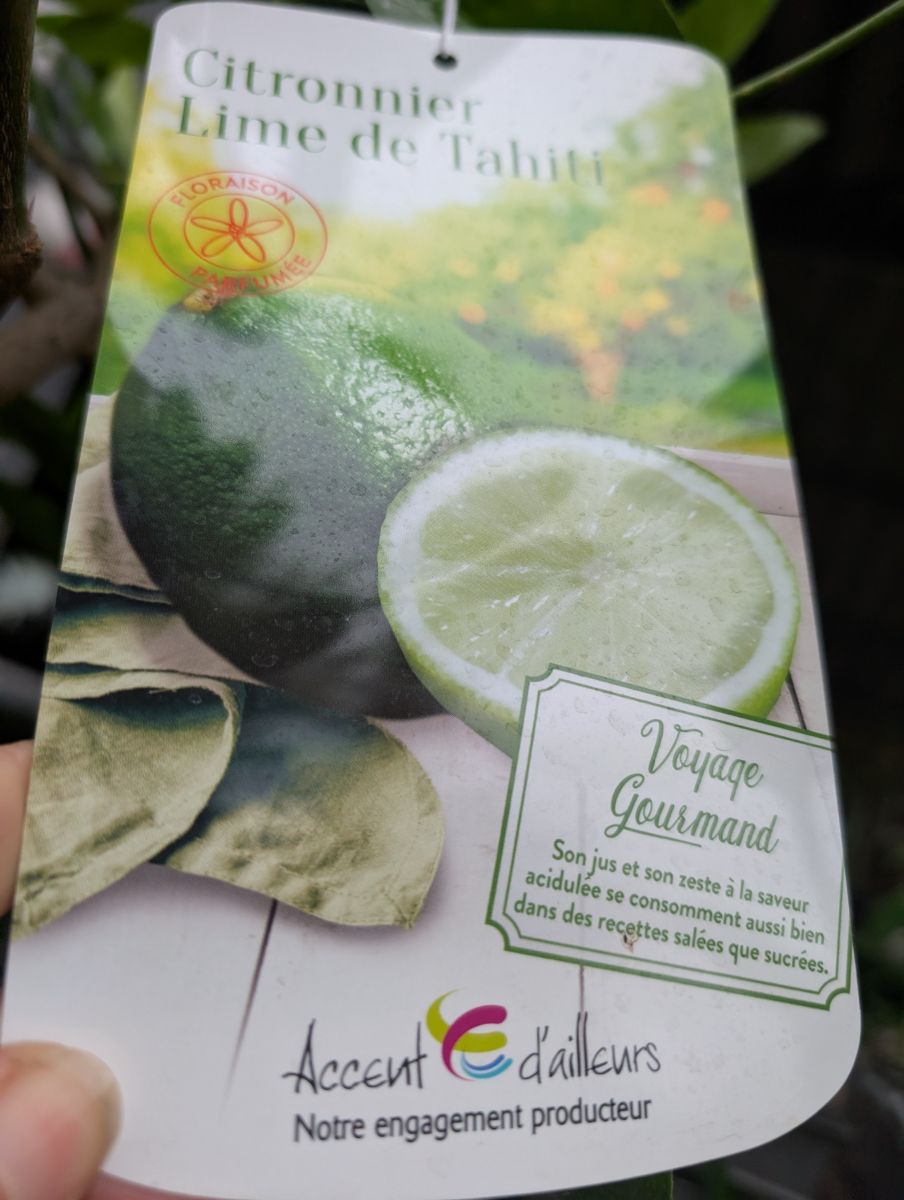 Citronnier
Lime de Tahiti
FLORAISON
PARFUMÉE
Voyage
Gourmand
Son jus et son zeste à la saveur
acidulée se consomment aussi bien
dans des recettes salées que sucrées.
Accent d'ailleurs
Notre engagement producteur